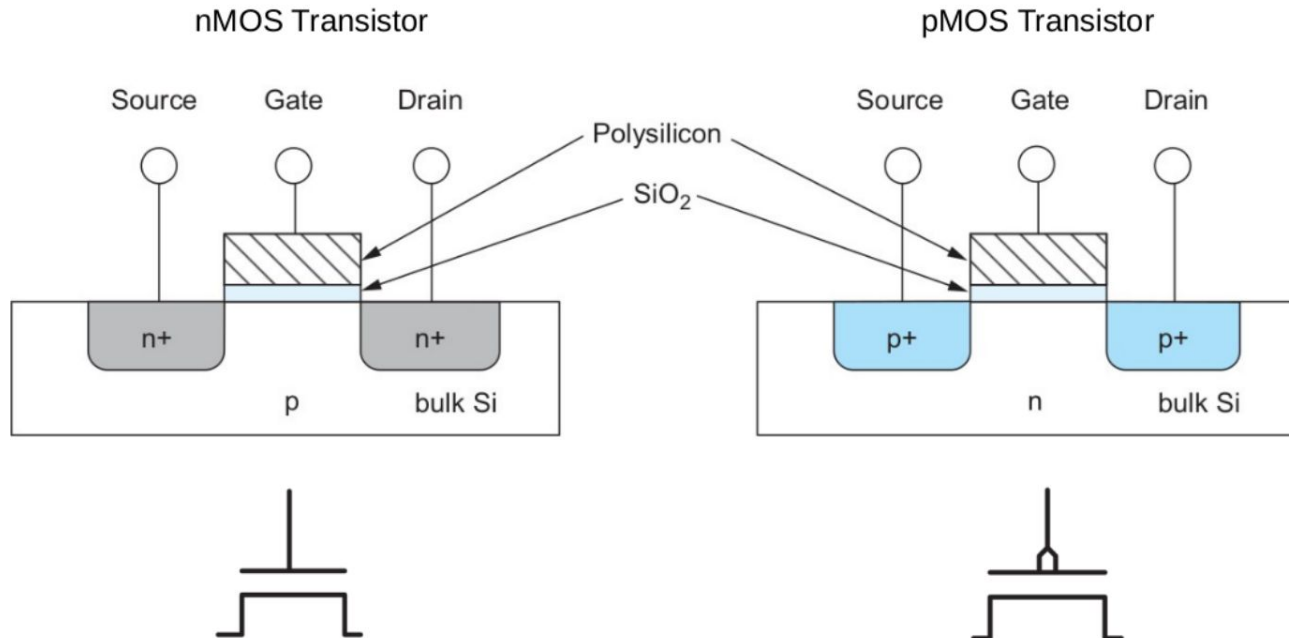 nMOS Transistor
pMOS Transistor
Source Gate Drain
Source Gate Drain
Polysilicon
SiO2
n+ n+
p bulk Si
p+ p+
n bulk Si